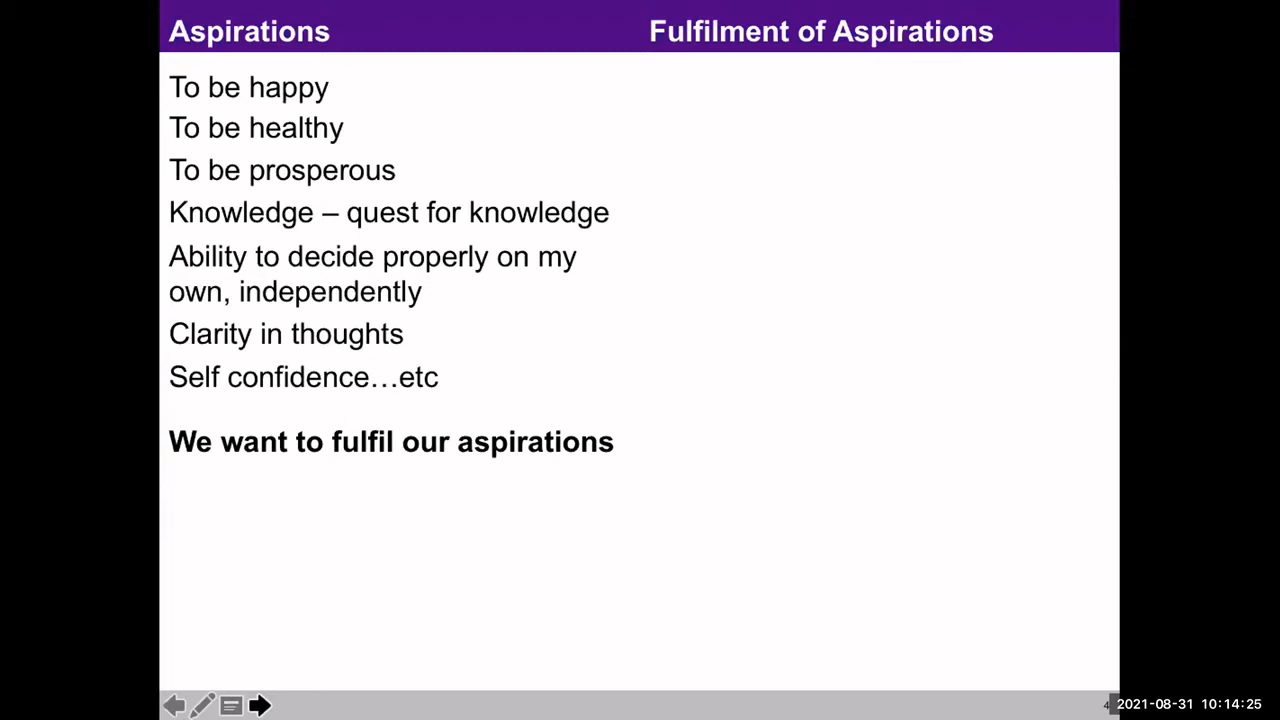 Aspirations
Fulfilment of Aspirations
To be happy
To be healthy
To be prosperous
Knowledge – quest for knowledge
Ability to decide properly on my
own, independently
Clarity in thoughts
Self confidence…etc
We want to fulfil our aspirations
4
2021-08-31 10:14:25